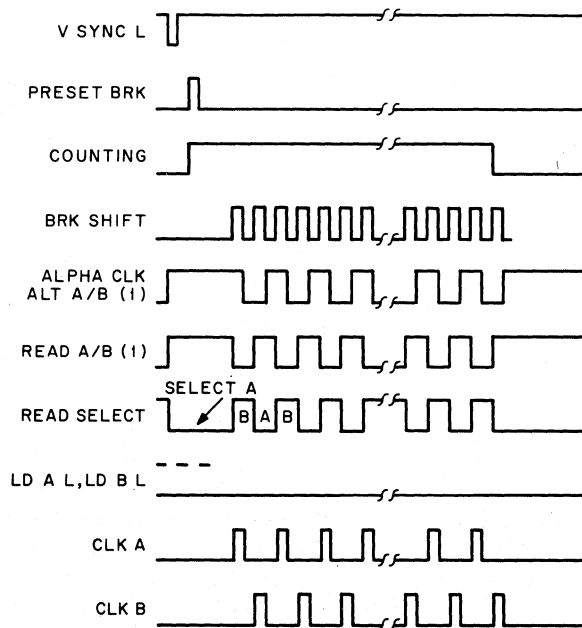 V SYNC L
PRESET BRK
COUNTING
BRK SHIFT
ALPHA CLK
ALT A/B (1)
READ A/B (1)
SELECT A
READ SELECT
B A B
LD A L, LD B L
CLK A
CLK B